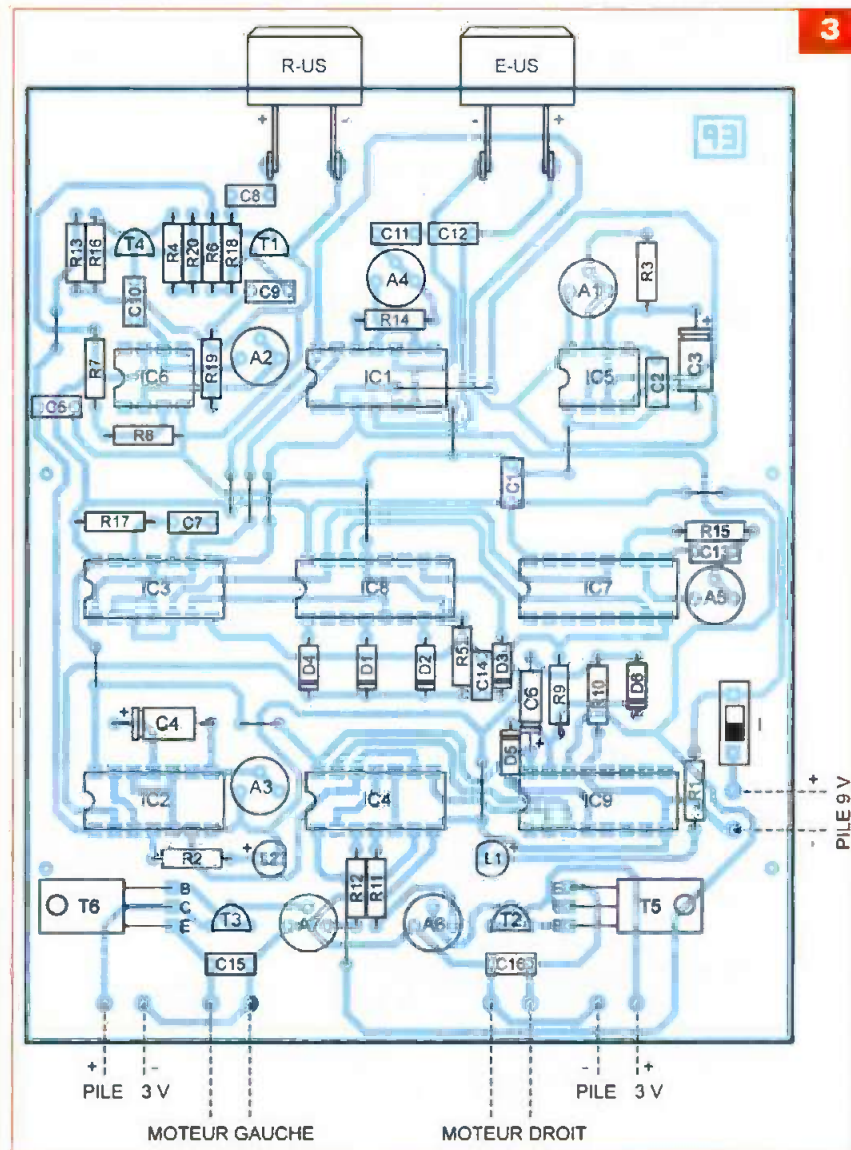 3
R-US E-US
+ - - +
93
C8
R13 R16 T4 R4 R20 R6 R18 T1 C11 C12
C10 C9 A4 A1 R3
R14 +
R7 IC6 R19 A2 IC1 IC5 C2 C3
C5
R8
C1
R17 C7 R15
C13
IC3 IC8 IC7 A5
D4 D1 D2 R5 C14 D3
C6 R9 R10 D6
+ C4 D5 + I
IC2 A3 IC4 IC9 R1
+ PILE 9 V -
R2 + L2 R12 R11 L1 +
T6 B C E T3 A7 A6 T2 T5
C15 C16
+ - - +
PILE 3 V PILE 3 V
MOTEUR GAUCHE MOTEUR DROIT